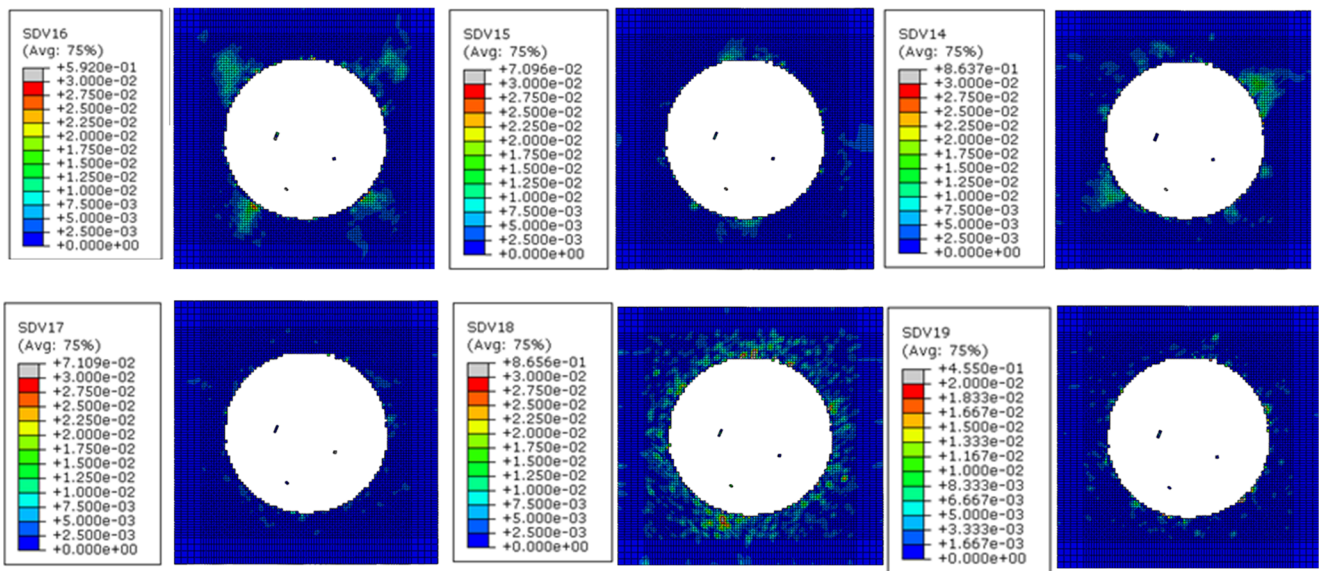 SDV16
(Avg: 75%)
+5.920e-01
+3.000e-02
+2.750e-02
+2.500e-02
+2.250e-02
+2.000e-02
+1.750e-02
+1.500e-02
+1.250e-02
+1.000e-02
+7.500e-03
+5.000e-03
+2.500e-03
+0.000e+00
SDV15
(Avg: 75%)
+7.096e-02
+3.000e-02
+2.750e-02
+2.500e-02
+2.250e-02
+2.000e-02
+1.750e-02
+1.500e-02
+1.250e-02
+1.000e-02
+7.500e-03
+5.000e-03
+2.500e-03
+0.000e+00
SDV14
(Avg: 75%)
+8.637e-01
+3.000e-02
+2.750e-02
+2.500e-02
+2.250e-02
+2.000e-02
+1.750e-02
+1.500e-02
+1.250e-02
+1.000e-02
+7.500e-03
+5.000e-03
+2.500e-03
+0.000e+00
SDV17
(Avg: 75%)
+7.109e-02
+3.000e-02
+2.750e-02
+2.500e-02
+2.250e-02
+2.000e-02
+1.750e-02
+1.500e-02
+1.250e-02
+1.000e-02
+7.500e-03
+5.000e-03
+2.500e-03
+0.000e+00
SDV18
(Avg: 75%)
+8.656e-01
+3.000e-02
+2.750e-02
+2.500e-02
+2.250e-02
+2.000e-02
+1.750e-02
+1.500e-02
+1.250e-02
+1.000e-02
+7.500e-03
+5.000e-03
+2.500e-03
+0.000e+00
SDV19
(Avg: 75%)
+4.550e-01
+2.000e-02
+1.833e-02
+1.667e-02
+1.500e-02
+1.333e-02
+1.167e-02
+1.000e-02
+8.333e-03
+6.667e-03
+5.000e-03
+3.333e-03
+1.667e-03
+0.000e+00